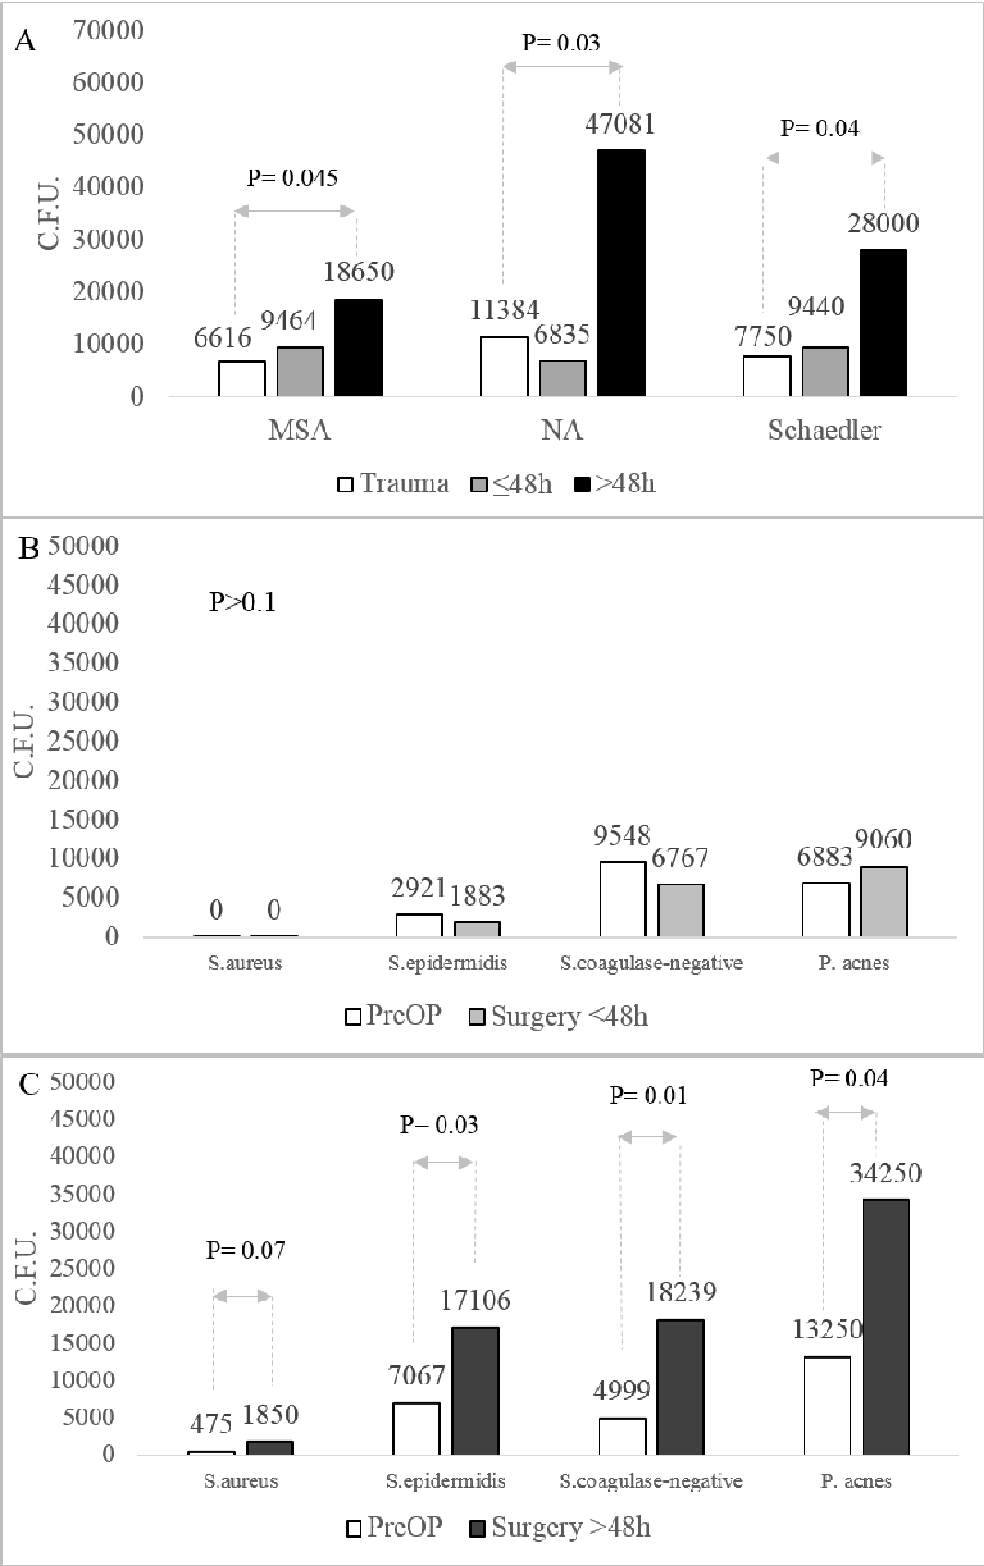 A
70000
60000
50000
40000
30000
20000
10000
0
C.F.U.
P= 0.045
P= 0.03
P= 0.04
6616
9464
18650
11384
6835
47081
7750
9440
28000
MSA
NA
Schaedler
Trauma
≤48h
>48h
B
50000
45000
40000
35000
30000
25000
20000
15000
10000
5000
0
C.F.U.
P>0.1
0
0
2921
1883
9548
6767
6883
9060
S.aureus
S.epidermidis
S.coagulase-negative
P. acnes
PreOP
Surgery <48h
C
50000
45000
40000
35000
30000
25000
20000
15000
10000
5000
0
C.F.U.
P= 0.07
P= 0.03
P= 0.01
P= 0.04
475
1850
7067
17106
4999
18239
13250
34250
S.aureus
S.epidermidis
S.coagulase-negative
P. acnes
PreOP
Surgery >48h